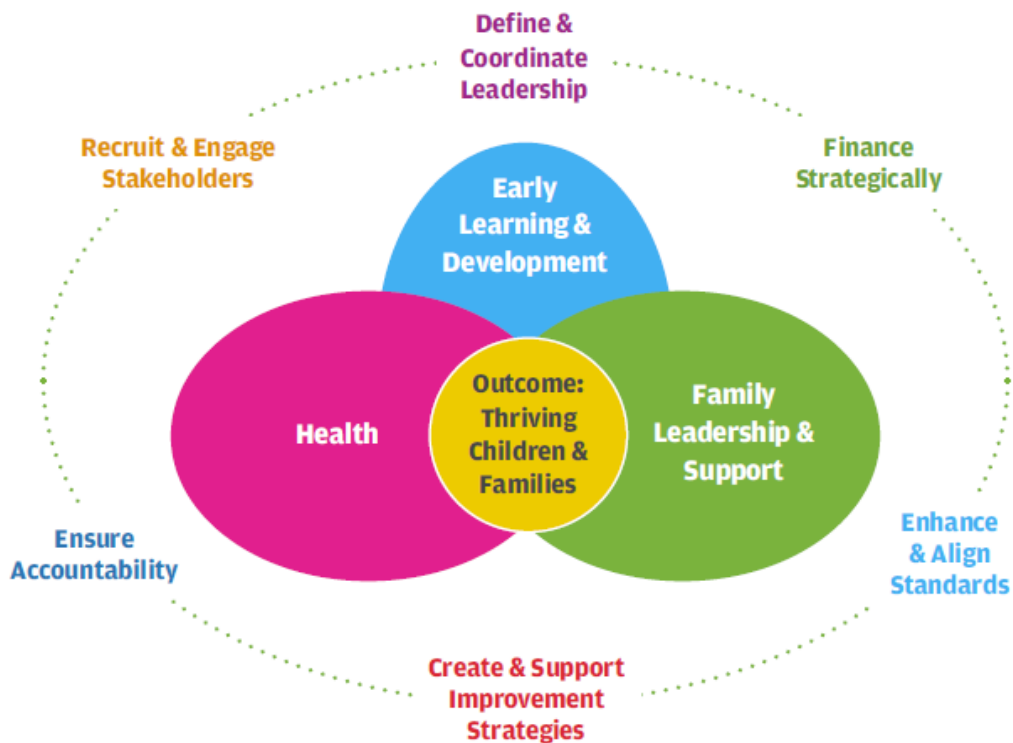 Define &
Coordinate
Leadership
Recruit & Engage
Stakeholders
Finance
Strategically
Early
Learning &
Development
Health
Outcome:
Thriving
Children &
Families
Family
Leadership &
Support
Ensure
Accountability
Enhance
& Align
Standards
Create & Support
Improvement
Strategies